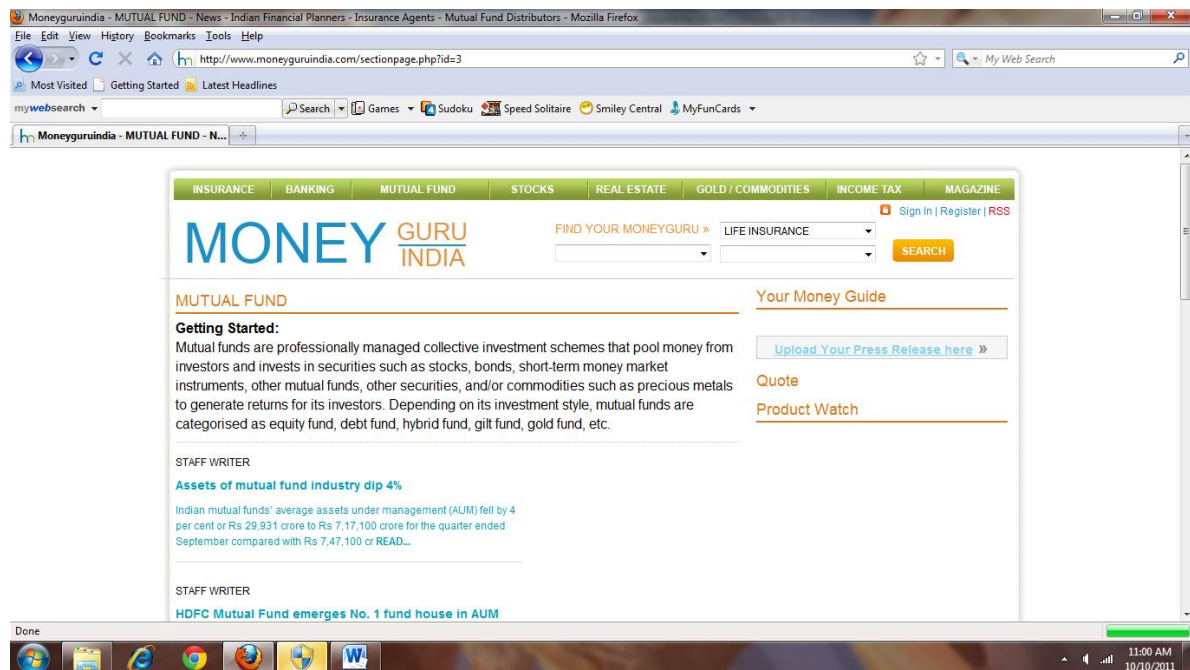 Moneyguruindia - MUTUAL FUND - News - Indian Financial Planners - Insurance Agents - Mutual Fund Distributors - Mozilla Firefox
File Edit View History Bookmarks Tools Help
http://www.moneyguruindia.com/sectionpage.php?id=3 My Web Search
Most Visited Getting Started Latest Headlines
mywebsearch Search Games Sudoku Speed Solitaire Smiley Central MyFunCards
Moneyguruindia - MUTUAL FUND - N...
INSURANCE BANKING MUTUAL FUND STOCKS REAL ESTATE GOLD / COMMODITIES INCOME TAX MAGAZINE
Sign In | Register | RSS
MONEY GURU INDIA
FIND YOUR MONEYGURU » LIFE INSURANCE
SEARCH
MUTUAL FUND
Getting Started:
Mutual funds are professionally managed collective investment schemes that pool money from
investors and invests in securities such as stocks, bonds, short-term money market
instruments, other mutual funds, other securities, and/or commodities such as precious metals
to generate returns for its investors. Depending on its investment style, mutual funds are
categorised as equity fund, debt fund, hybrid fund, gilt fund, gold fund, etc.
STAFF WRITER
Assets of mutual fund industry dip 4%
Indian mutual funds' average assets under management (AUM) fell by 4
per cent or Rs 29,931 crore to Rs 7,17,100 crore for the quarter ended
September compared with Rs 7,47,100 cr READ...
STAFF WRITER
HDFC Mutual Fund emerges No. 1 fund house in AUM
Your Money Guide
Upload Your Press Release here »
Quote
Product Watch
Done
11:00 AM
10/10/2011